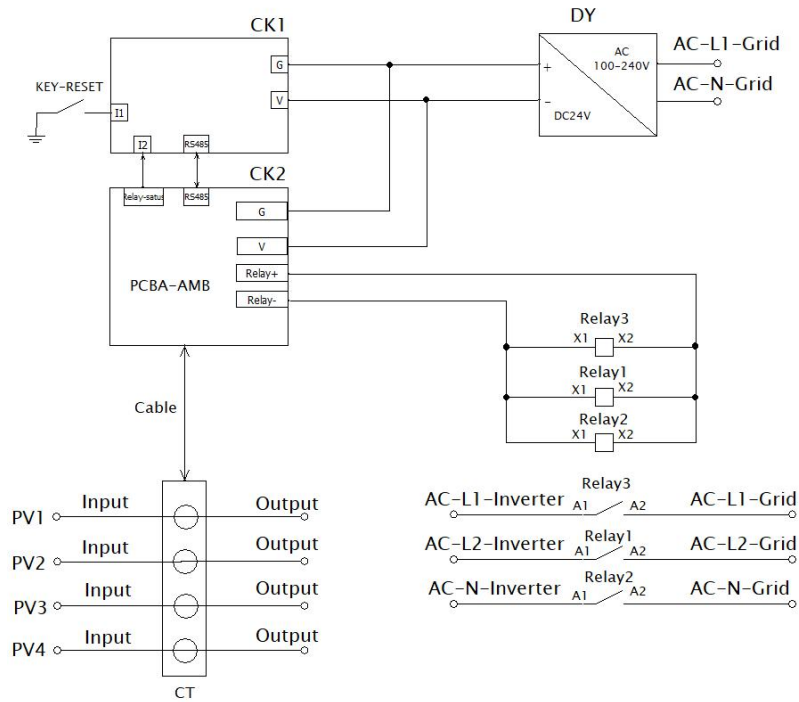 CK1
DY
AC
100-240V
DC24V
+
-
AC-L1-Grid
AC-N-Grid
KEY-RESET
G
V
I1
I2
RS485
CK2
Relay-satus
RS485
G
V
Relay+
Relay-
PCBA-AMB
Relay3
X1 X2
Relay1
X1 X2
Relay2
X1 X2
Cable
PV1 Input Output
PV2 Input Output
PV3 Input Output
PV4 Input Output
CT
Relay3
AC-L1-Inverter A1 A2 AC-L1-Grid
Relay1
AC-L2-Inverter A1 A2 AC-L2-Grid
Relay2
AC-N-Inverter A1 A2 AC-N-Grid